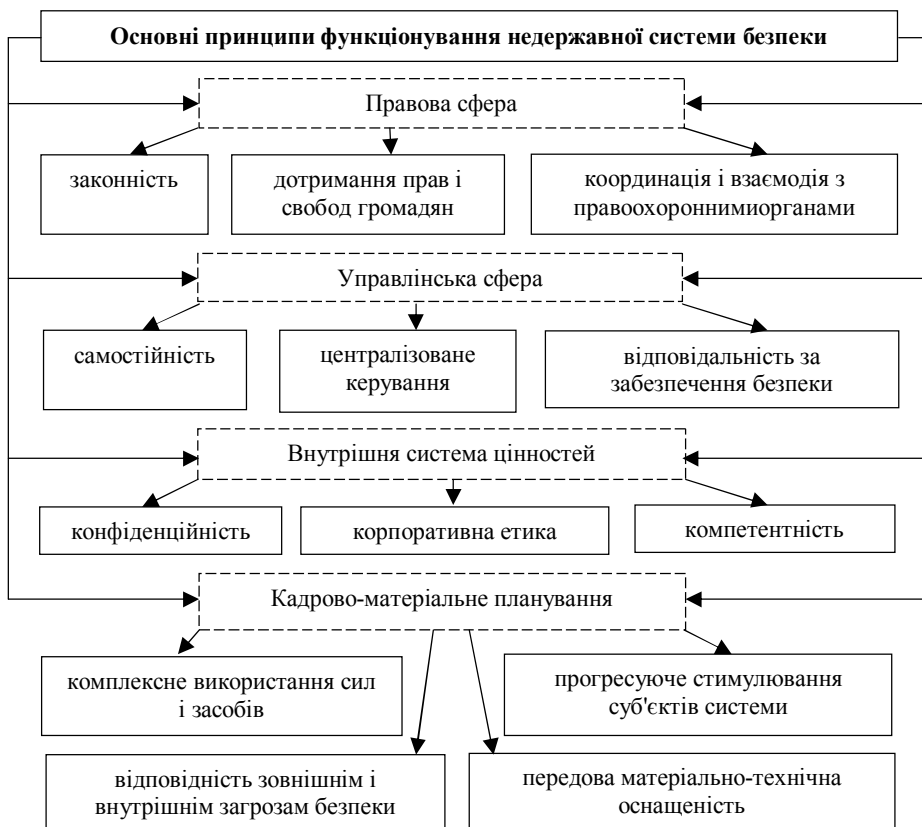 Основні принципи функціонування недержавної системи безпеки
Правова сфера
законність
дотримання прав і
свобод громадян
координація і взаємодія з
правоохороннимиорганами
Управлінська сфера
самостійність
централізоване
керування
відповідальність за
забезпечення безпеки
Внутрішня система цінностей
конфіденційність
корпоративна етика
компетентність
Кадрово-матеріальне планування
комплексне використання сил
і засобів
прогресуюче стимулювання
суб'єктів системи
відповідність зовнішнім і
внутрішнім загрозам безпеки
передова матеріально-технічна
оснащеність